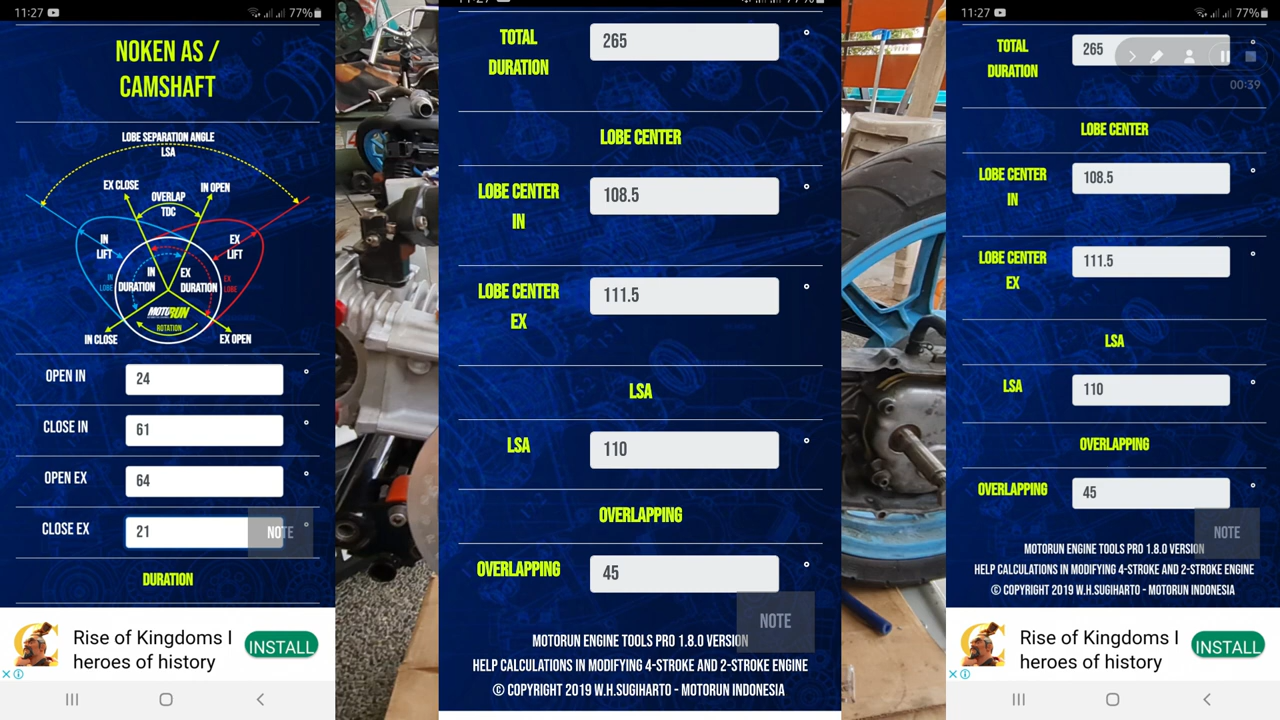 11:27
77%
NOKEN AS /
CAMSHAFT
LOBE SEPARATION ANGLE
LSA
EX CLOSE
IN OPEN
OVERLAP
TDC
IN
LIFT
EX
LIFT
IN
LOBE
IN
DURATION
EX
DURATION
EX
LOBE
MOTORUN
ROTATION
IN CLOSE
EX OPEN
OPEN IN
24
°
CLOSE IN
61
°
OPEN EX
64
°
CLOSE EX
21
NOTE
°
DURATION
Rise of Kingdoms I
heroes of history
INSTALL
11:27
77%
TOTAL
DURATION
265
°
LOBE CENTER
LOBE CENTER
IN
108.5
°
LOBE CENTER
EX
111.5
°
LSA
LSA
110
°
OVERLAPPING
OVERLAPPING
45
°
NOTE
MOTORUN ENGINE TOOLS PRO 1.8.0 VERSION
HELP CALCULATIONS IN MODIFYING 4-STROKE AND 2-STROKE ENGINE
© COPYRIGHT 2019 W.H.SUGIHARTO - MOTORUN INDONESIA
11:27
77%
TOTAL
DURATION
265
°
00:39
LOBE CENTER
LOBE CENTER
IN
108.5
°
LOBE CENTER
EX
111.5
°
LSA
LSA
110
°
OVERLAPPING
OVERLAPPING
45
°
NOTE
MOTORUN ENGINE TOOLS PRO 1.8.0 VERSION
HELP CALCULATIONS IN MODIFYING 4-STROKE AND 2-STROKE ENGINE
© COPYRIGHT 2019 W.H.SUGIHARTO - MOTORUN INDONESIA
Rise of Kingdoms I
heroes of history
INSTALL